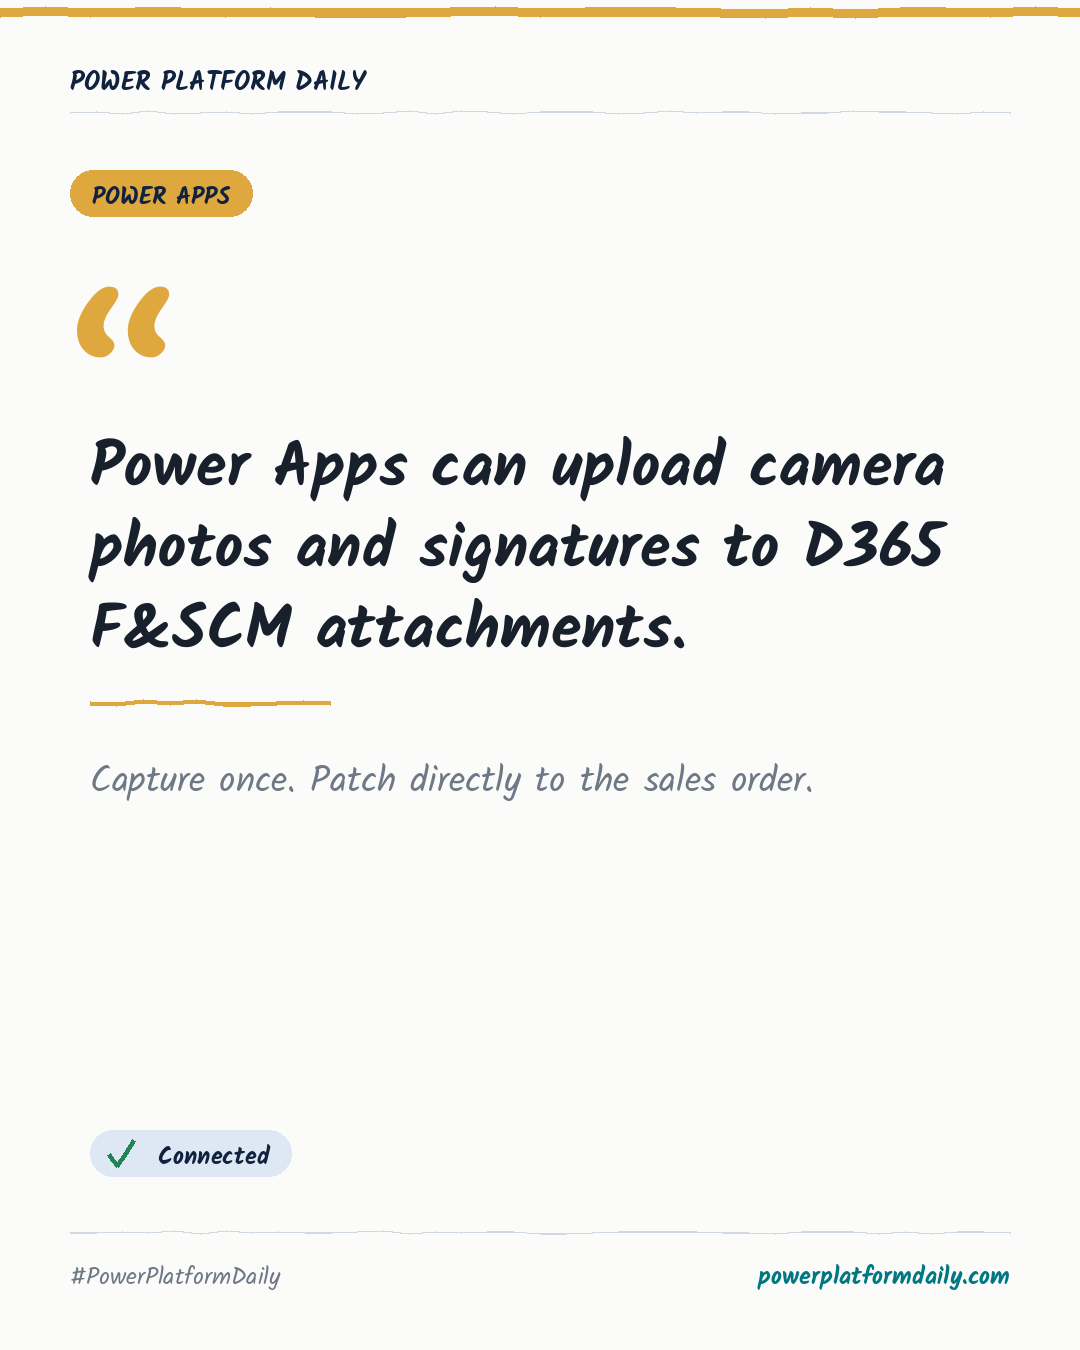 POWER PLATFORM DAILY
POWER APPS
“
Power Apps can upload camera
photos and signatures to D365
F&SCM attachments.
Capture once. Patch directly to the sales order.
✓ Connected
#PowerPlatformDaily
powerplatformdaily.com